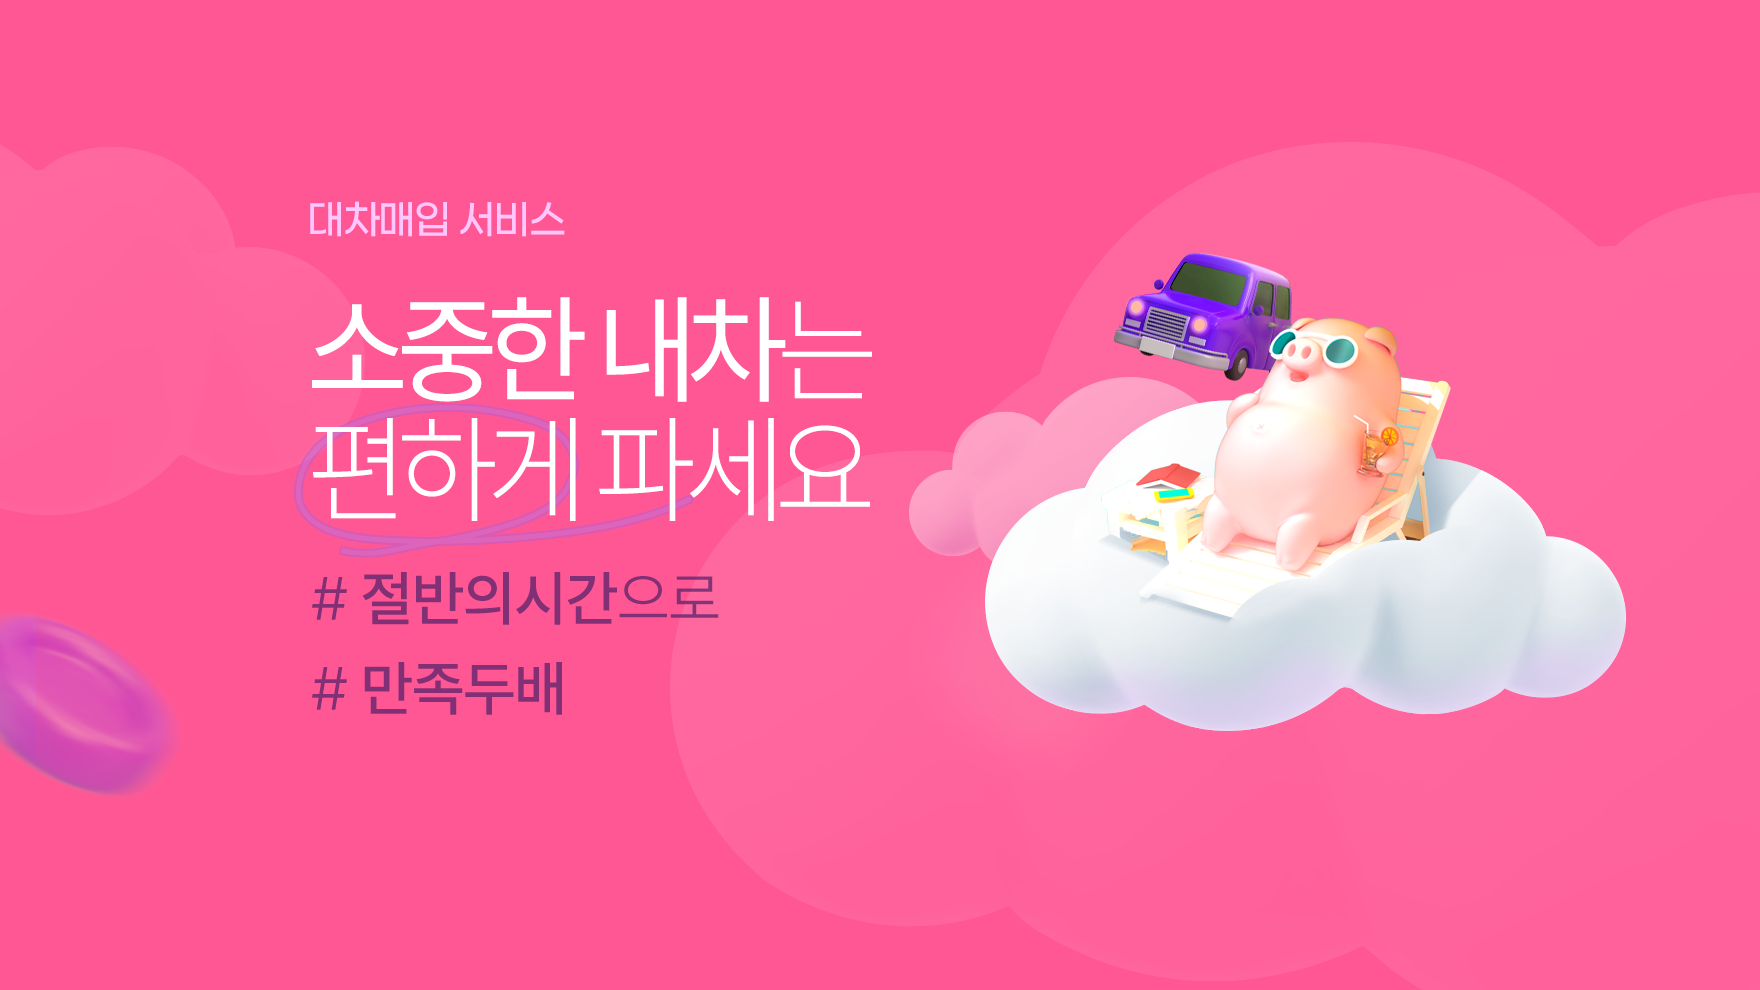 대차매입 서비스
소중한 내차는
편하게 파세요
# 절반의시간으로
# 만족두배